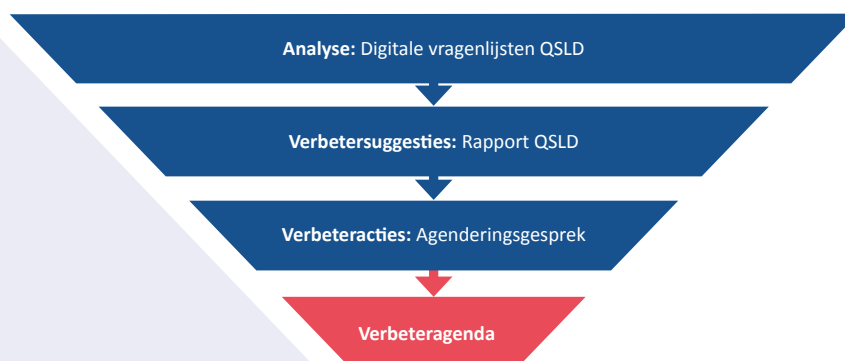 Analyse: Digitale vragenlijsten QSLD
Verbetersuggesties: Rapport QSLD
Verbeteracties: Agenderingsgesprek
Verbeteragenda